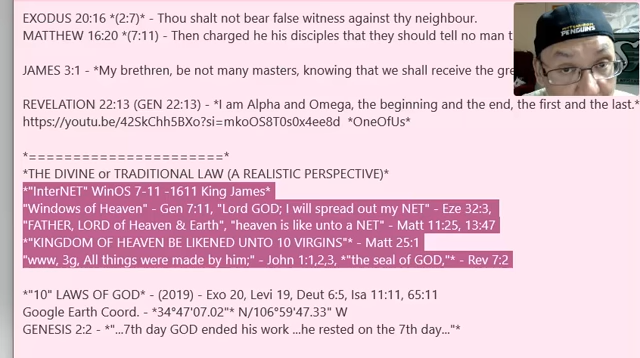 EXODUS 20:16 *(2:7)* - Thou shalt not bear false witness against thy neighbour.
MATTHEW 16:20 *(7:11) - Then charged he his disciples that they should tell no man t
JAMES 3:1 - *My brethren, be not many masters, knowing that we shall receive the gre
PENGUINS
REVELATION 22:13 (GEN 22:13) - *I am Alpha and Omega, the beginning and the end, the first and the last.*
https://youtu.be/42SkChh5BXo?si=mkoOS8T0s0x4ee8d *OneOfUs*
*======================*
*THE DIVINE or TRADITIONAL LAW (A REALISTIC PERSPECTIVE)*
*"InterNET" WinOS 7-11 -1611 King James*
"Windows of Heaven" - Gen 7:11, "Lord GOD; I will spread out my NET" - Eze 32:3,
"FATHER, LORD of Heaven & Earth", "heaven is like unto a NET" - Matt 11:25, 13:47
*"KINGDOM OF HEAVEN BE LIKENED UNTO 10 VIRGINS"* - Matt 25:1
"www, 3g, All things were made by him;" - John 1:1,2,3, *"the seal of GOD,"* - Rev 7:2
*"10" LAWS OF GOD* - (2019) - Exo 20, Levi 19, Deut 6:5, Isa 11:11, 65:11
Google Earth Coord. - *34°47'07.02"* N/106°59'47.33" W
GENESIS 2:2 - *"...7th day GOD ended his work ...he rested on the 7th day..."*